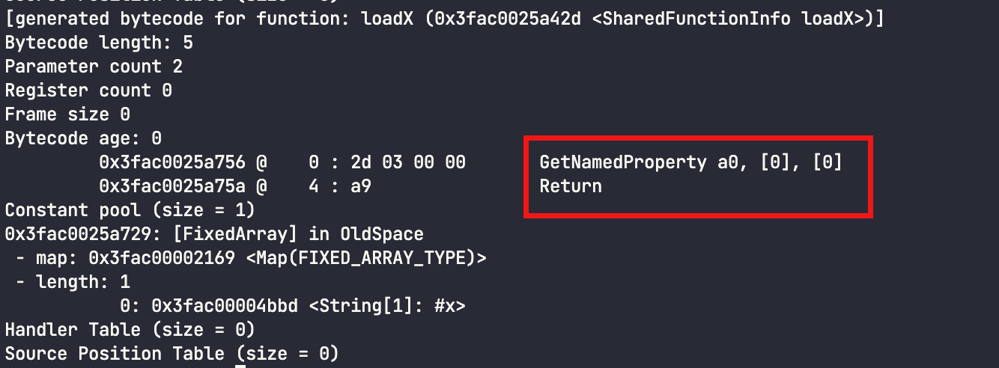 [generated bytecode for function: loadX (0x3fac0025a42d <SharedFunctionInfo loadX>)]
Bytecode length: 5
Parameter count 2
Register count 0
Frame size 0
Bytecode age: 0
0x3fac0025a756 @    0 : 2d 03 00 00       GetNamedProperty a0, [0], [0]
0x3fac0025a75a @    4 : a9                Return
Constant pool (size = 1)
0x3fac0025a729: [FixedArray] in OldSpace
 - map: 0x3fac00002169 <Map(FIXED_ARRAY_TYPE)>
 - length: 1
           0: 0x3fac00004bbd <String[1]: #x>
Handler Table (size = 0)
Source Position Table (size = 0)